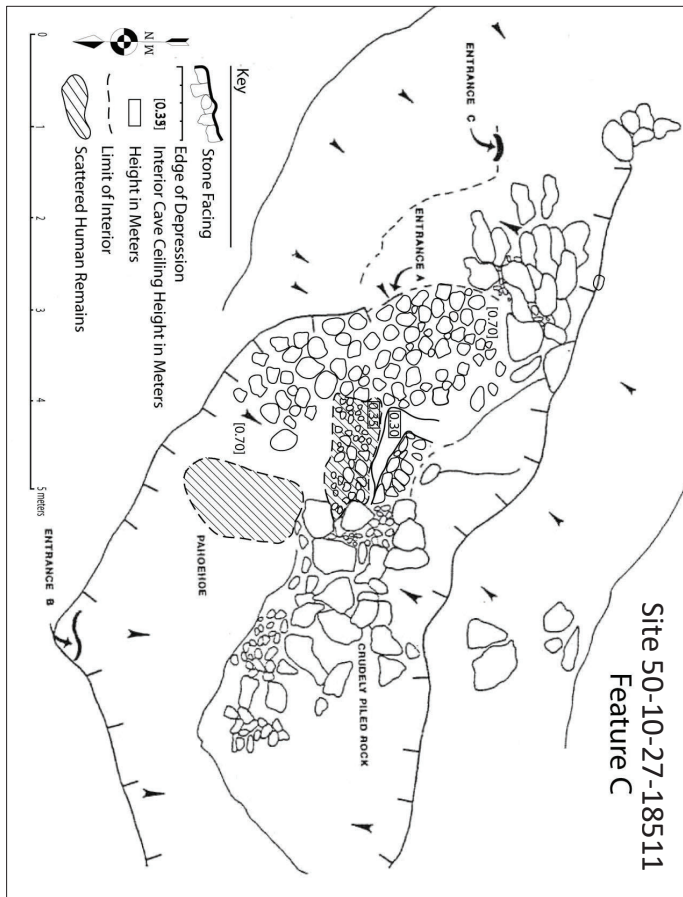 Site 50-10-27-18511
Feature C
ENTRANCE C
ENTRANCE A
[0.70]
0.30
0.35
[0.70]
CRUDELY PILED ROCK
PAHOEHOE
ENTRANCE B
Key
Stone Facing
Edge of Depression
[0.35] Interior Cave Ceiling Height in Meters
Height in Meters
Limit of Interior
Scattered Human Remains
M
N
0 1 2 3 4 5 meters